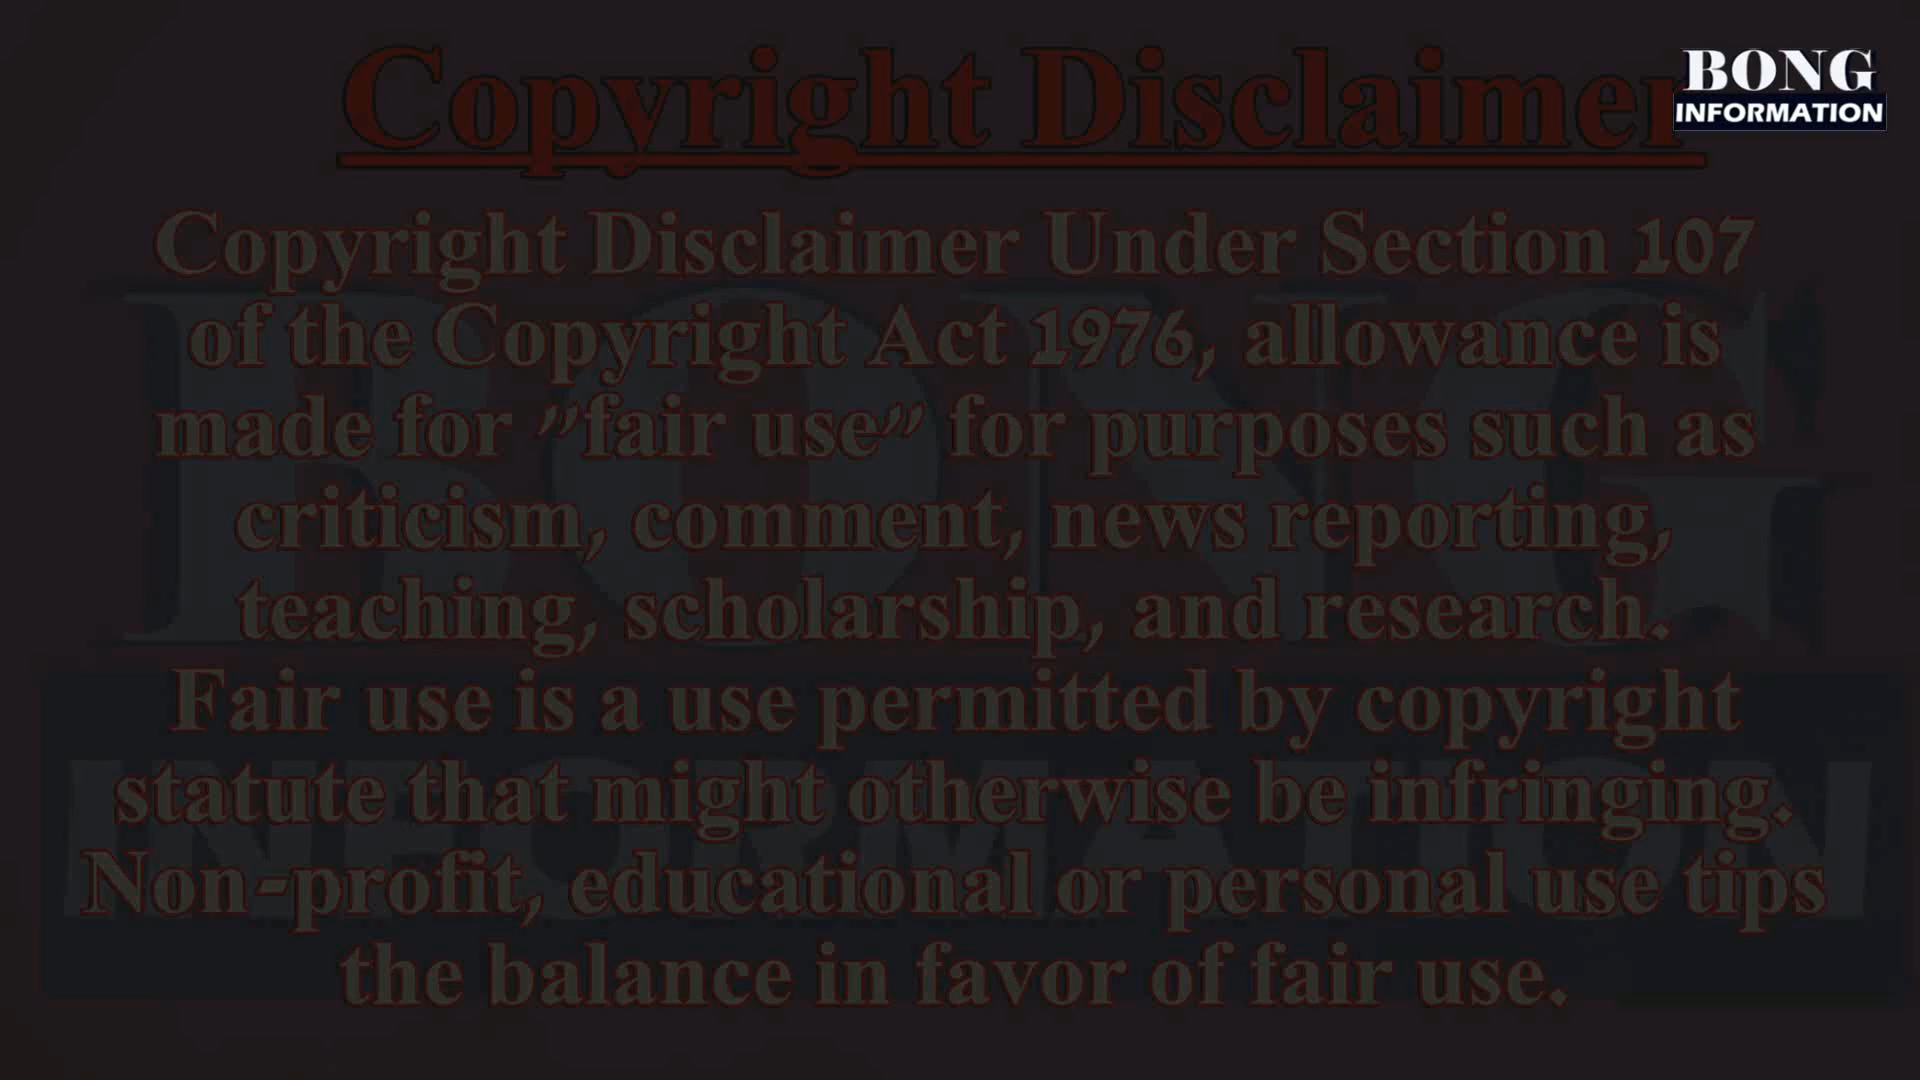 Copyright Disclaimer
BONG
INFORMATION
Copyright Disclaimer Under Section 107
of the Copyright Act 1976, allowance is
made for "fair use" for purposes such as
criticism, comment, news reporting,
teaching, scholarship, and research.
Fair use is a use permitted by copyright
statute that might otherwise be infringing.
Non-profit, educational or personal use tips
the balance in favor of fair use.
BONG
INFORMATION